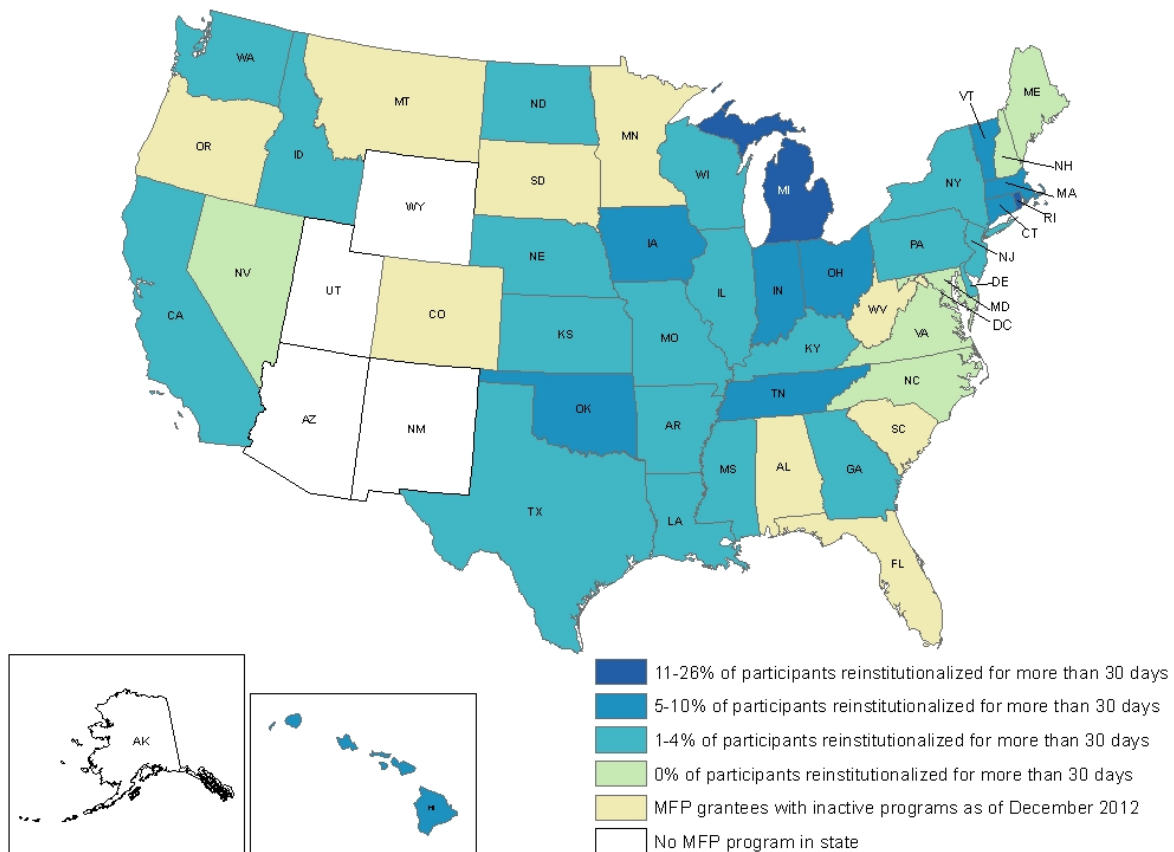 WA
MT
ND
MN
VT
ME
OR
ID
SD
WI
MI
NY
NH
MA
RI
CT
WY
NV
UT
NE
IA
PA
NJ
CA
CO
IL
IN
OH
DE
MD
DC
WV
VA
KS
MO
KY
NC
AZ
NM
OK
TN
AR
SC
MS
AL
GA
TX
LA
FL
AK
HI
11-26% of participants reinstitutionalized for more than 30 days
5-10% of participants reinstitutionalized for more than 30 days
1-4% of participants reinstitutionalized for more than 30 days
0% of participants reinstitutionalized for more than 30 days
MFP grantees with inactive programs as of December 2012
No MFP program in state